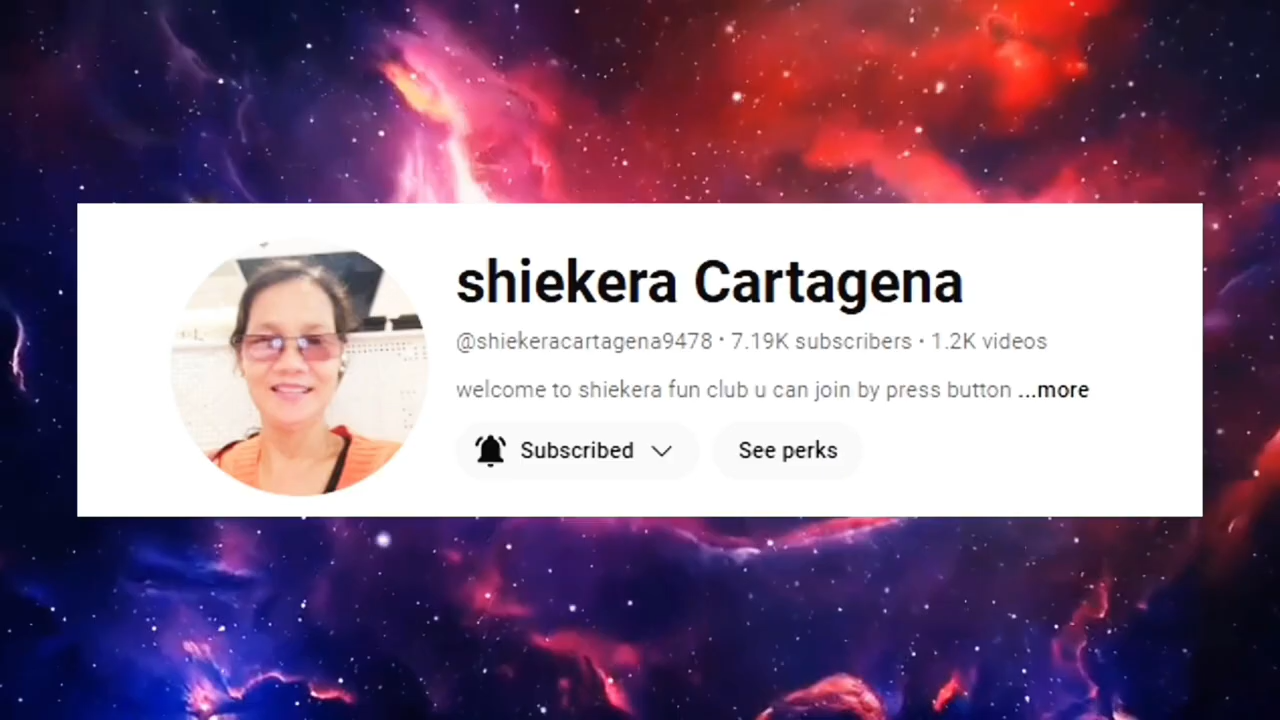 shiekera Cartagena
@shiekeracartagena9478 · 7.19K subscribers · 1.2K videos
welcome to shiekera fun club u can join by press button ...more
Subscribed See perks